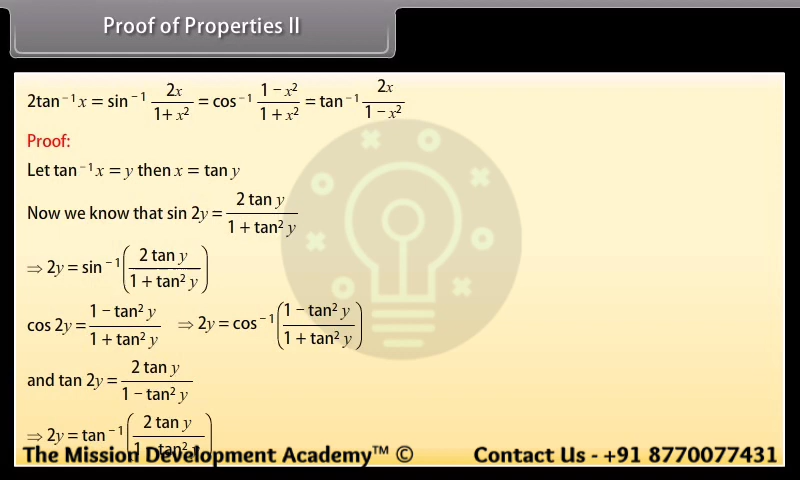 Proof of Properties II
2tan⁻¹x = sin⁻¹ 2x/(1+x²) = cos⁻¹ (1−x²)/(1+x²) = tan⁻¹ 2x/(1−x²)
Proof:
Let tan⁻¹x = y then x = tan y
Now we know that sin 2y = (2 tan y)/(1 + tan² y)
⇒ 2y = sin⁻¹((2 tan y)/(1 + tan² y))
cos 2y = (1 − tan² y)/(1 + tan² y) ⇒ 2y = cos⁻¹((1 − tan² y)/(1 + tan² y))
and tan 2y = (2 tan y)/(1 − tan² y)
⇒ 2y = tan⁻¹((2 tan y)/(1 − tan² y))
The Mission Development Academy™ © Contact Us - +91 8770077431